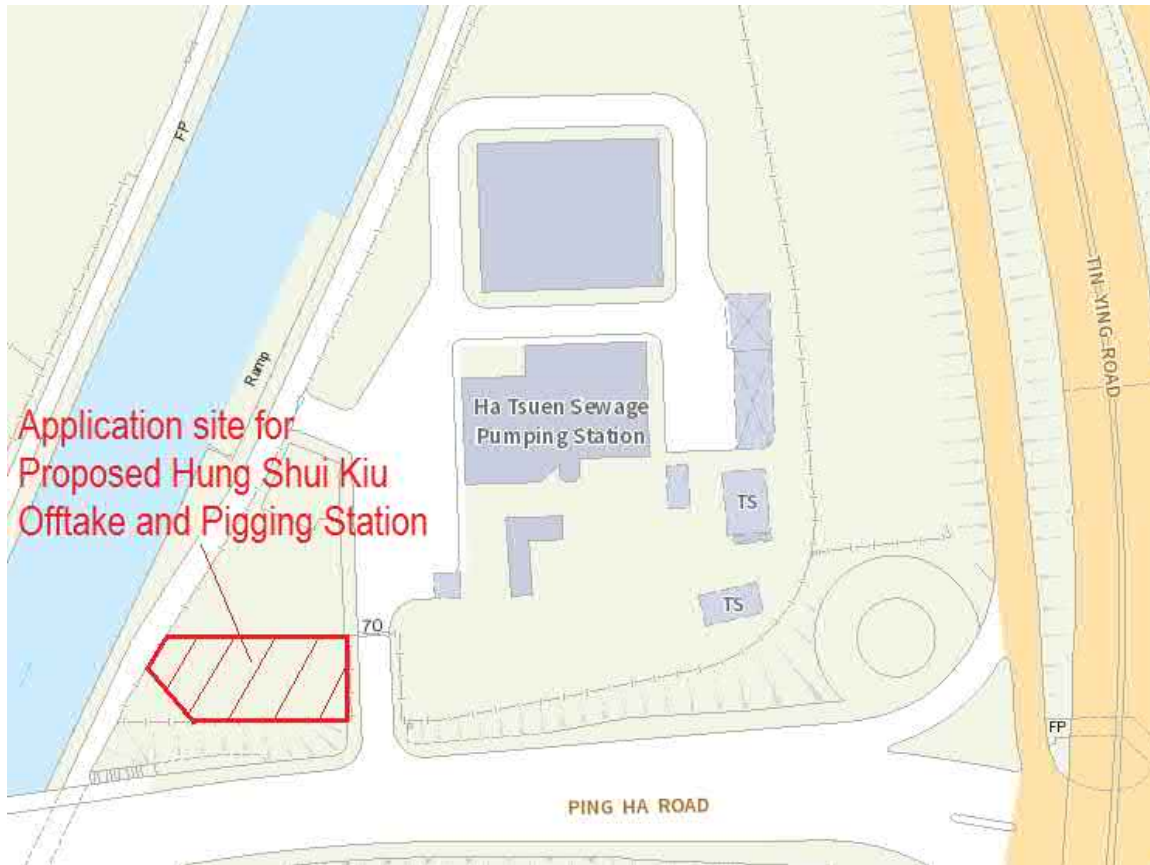 FP
Ramp
Application site for
Proposed Hung Shui Kiu
Offtake and Pigging Station
Ha Tsuen Sewage
Pumping Station
TS
TS
70
TIN YING ROAD
FP
PING HA ROAD